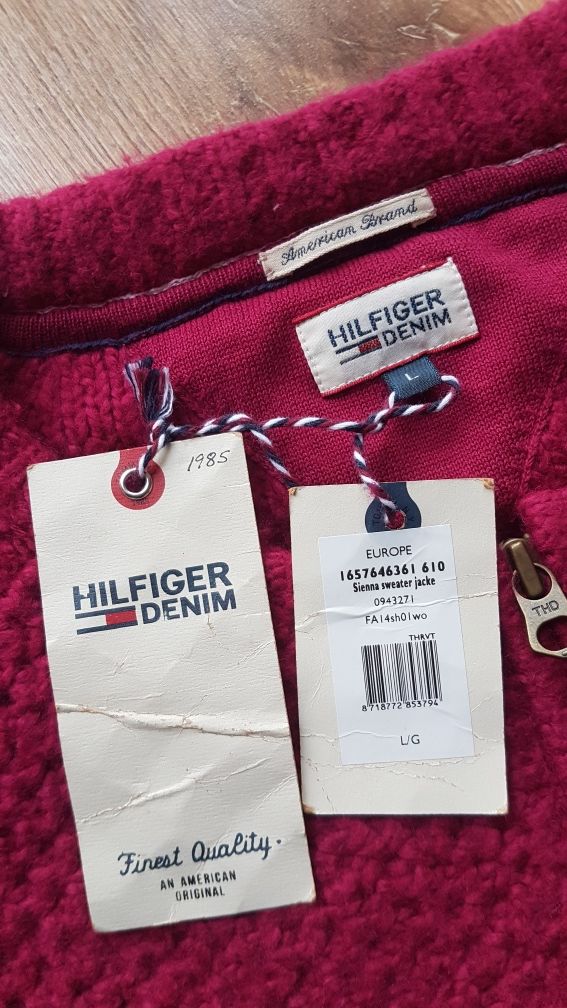 American Brand
HILFIGER
DENIM
L
1985
HILFIGER
DENIM
Finest Quality.
AN AMERICAN
ORIGINAL
EUROPE
1657646361 610
Sienna sweater jacke
0943271
FA14sh01wo
THRVT
8 718772 853794
L/G
THD